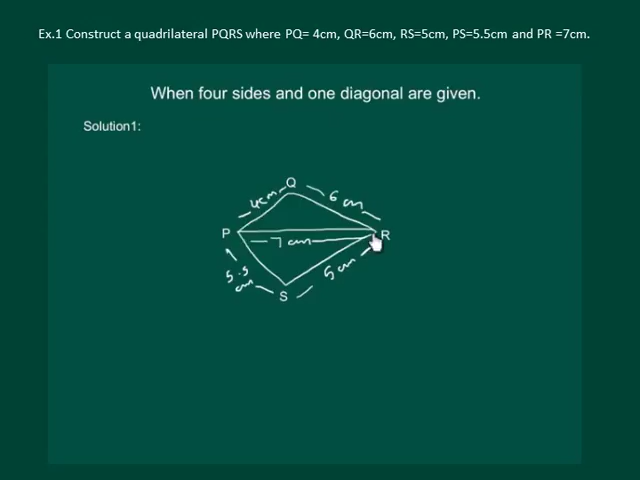 Ex.1 Construct a quadrilateral PQRS where PQ= 4cm, QR=6cm, RS=5cm, PS=5.5cm and PR =7cm.
When four sides and one diagonal are given.
Solution1:
Q
4cm
6 cm
P
R
7 cm
5.5
cm
5 cm
S